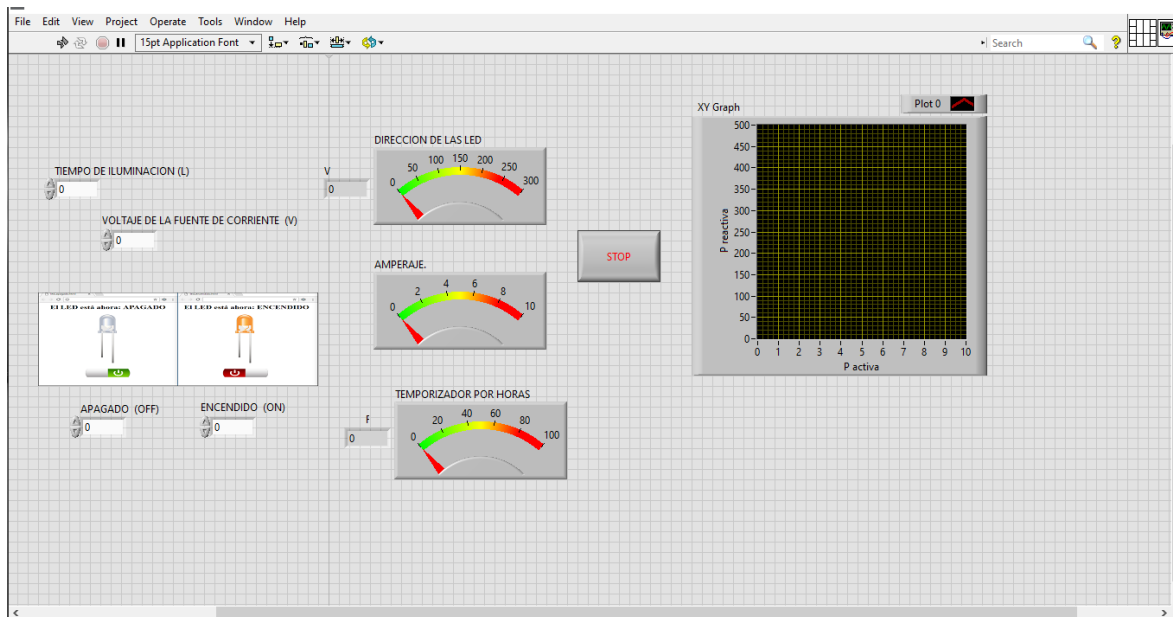 File Edit View Project Operate Tools Window Help
15pt Application Font
Search
TIEMPO DE ILUMINACION (L)
0
VOLTAJE DE LA FUENTE DE CORRIENTE (V)
0
El LED está ahora: APAGADO
El LED está ahora: ENCENDIDO
APAGADO (OFF)
0
ENCENDIDO (ON)
0
V
0
DIRECCION DE LAS LED
0 50 100 150 200 250 300
AMPERAJE.
0 2 4 6 8 10
F
0
TEMPORIZADOR POR HORAS
0 20 40 60 80 100
STOP
XY Graph
Plot 0
P reactiva
500
450
400
350
300
250
200
150
100
50
0
0 1 2 3 4 5 6 7 8 9 10
P activa